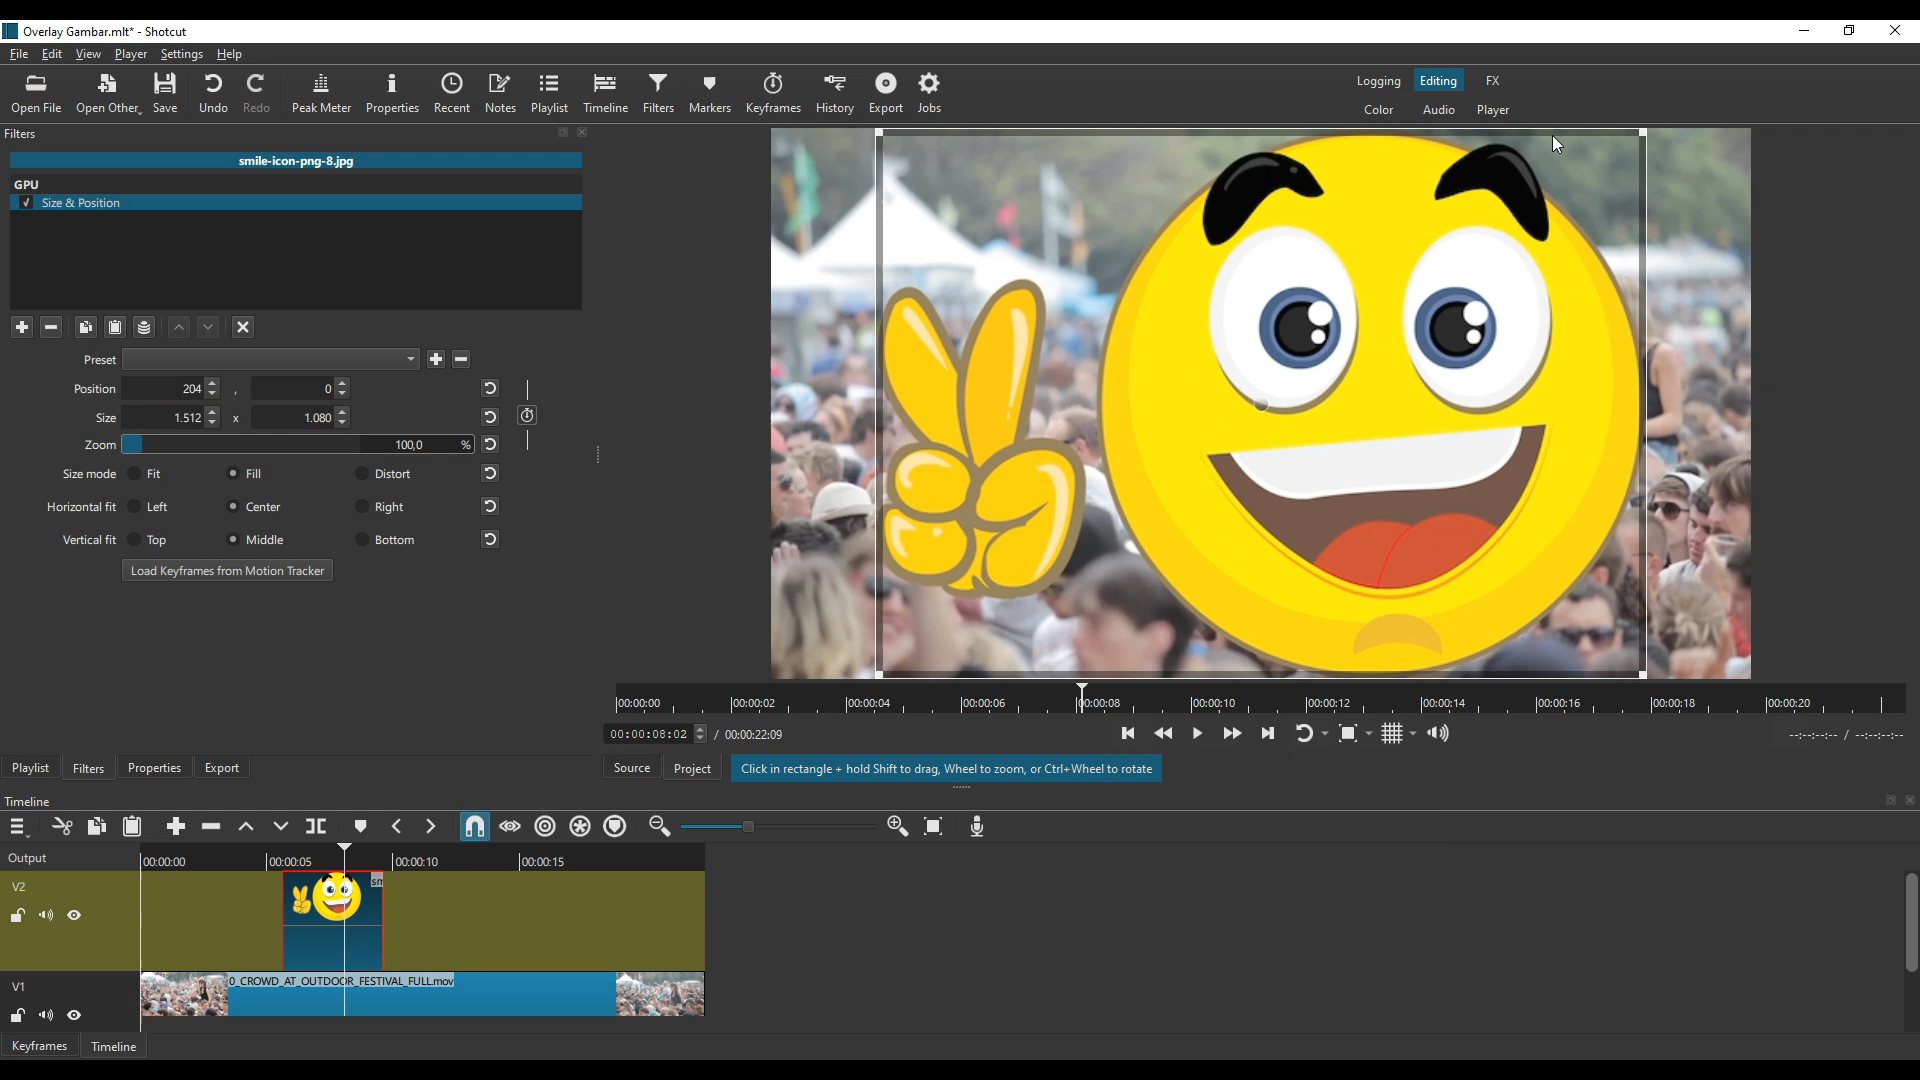 Overlay Gambar.mlt* - Shotcut
File Edit View Player Settings Help
Open File Open Other Save Undo Redo Peak Meter Properties Recent Notes Playlist Timeline Filters Markers Keyframes History Export Jobs
Logging Editing FX
Color Audio Player
Filters
smile-icon-png-8.jpg
GPU
Size & Position
Preset
Position 204 , 0
Size 1.512 x 1.080
Zoom 100,0 %
Size mode Fit Fill Distort
Horizontal fit Left Center Right
Vertical fit Top Middle Bottom
Load Keyframes from Motion Tracker
00:00:00 00:00:02 00:00:04 00:00:06 00:00:08 00:00:10 00:00:12 00:00:14 00:00:16 00:00:18 00:00:20
00:00:08:02 / 00:00:22:09
--:--:--:-- / --:--:--:--
Playlist Filters Properties Export
Source Project Click in rectangle + hold Shift to drag, Wheel to zoom, or Ctrl+Wheel to rotate
Timeline
Output
00:00:00 00:00:05 00:00:10 00:00:15
V2
sm
V1
0_CROWD_AT_OUTDOOR_FESTIVAL_FULL.mov
Keyframes Timeline